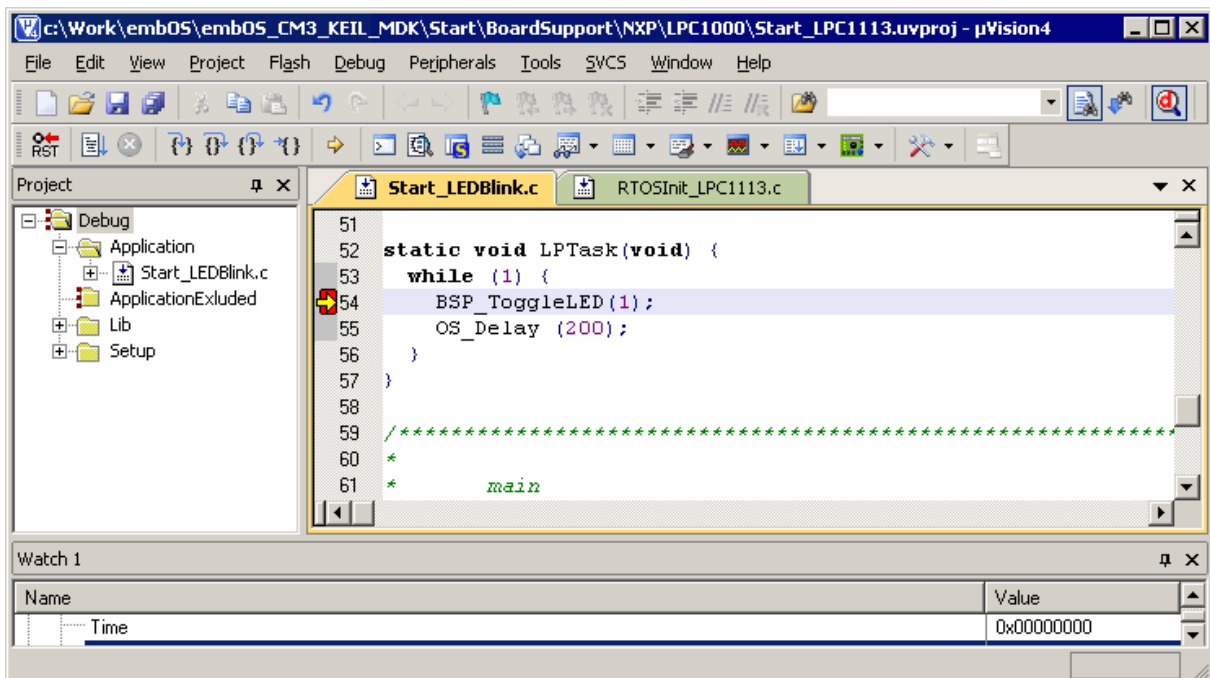 c:\Work\embOS\embOS_CM3_KEIL_MDK\Start\BoardSupport\NXP\LPC1000\Start_LPC1113.uvproj - µVision4
File Edit View Project Flash Debug Peripherals Tools SVCS Window Help
RST
Project
Start_LEDBlink.c RTOSInit_LPC1113.c
Debug
Application
Start_LEDBlink.c
ApplicationExluded
Lib
Setup
51
52 static void LPTask(void) {
53 while (1) {
54 BSP_ToggleLED(1);
55 OS_Delay (200);
56 }
57 }
58
59 /************************************************************
60 *
61 * main
Watch 1
Name Value
Time 0x00000000